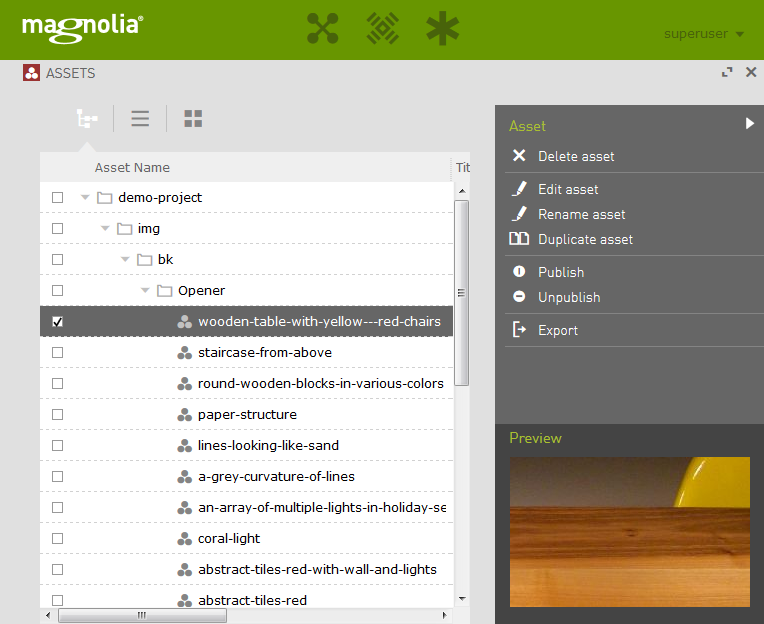 magnolia®
superuser
ASSETS
Asset Name
Tit
demo-project
img
bk
Opener
wooden-table-with-yellow---red-chairs
staircase-from-above
round-wooden-blocks-in-various-colors
paper-structure
lines-looking-like-sand
a-grey-curvature-of-lines
an-array-of-multiple-lights-in-holiday-se
coral-light
abstract-tiles-red-with-wall-and-lights
abstract-tiles-red
Asset
Delete asset
Edit asset
Rename asset
Duplicate asset
Publish
Unpublish
Export
Preview